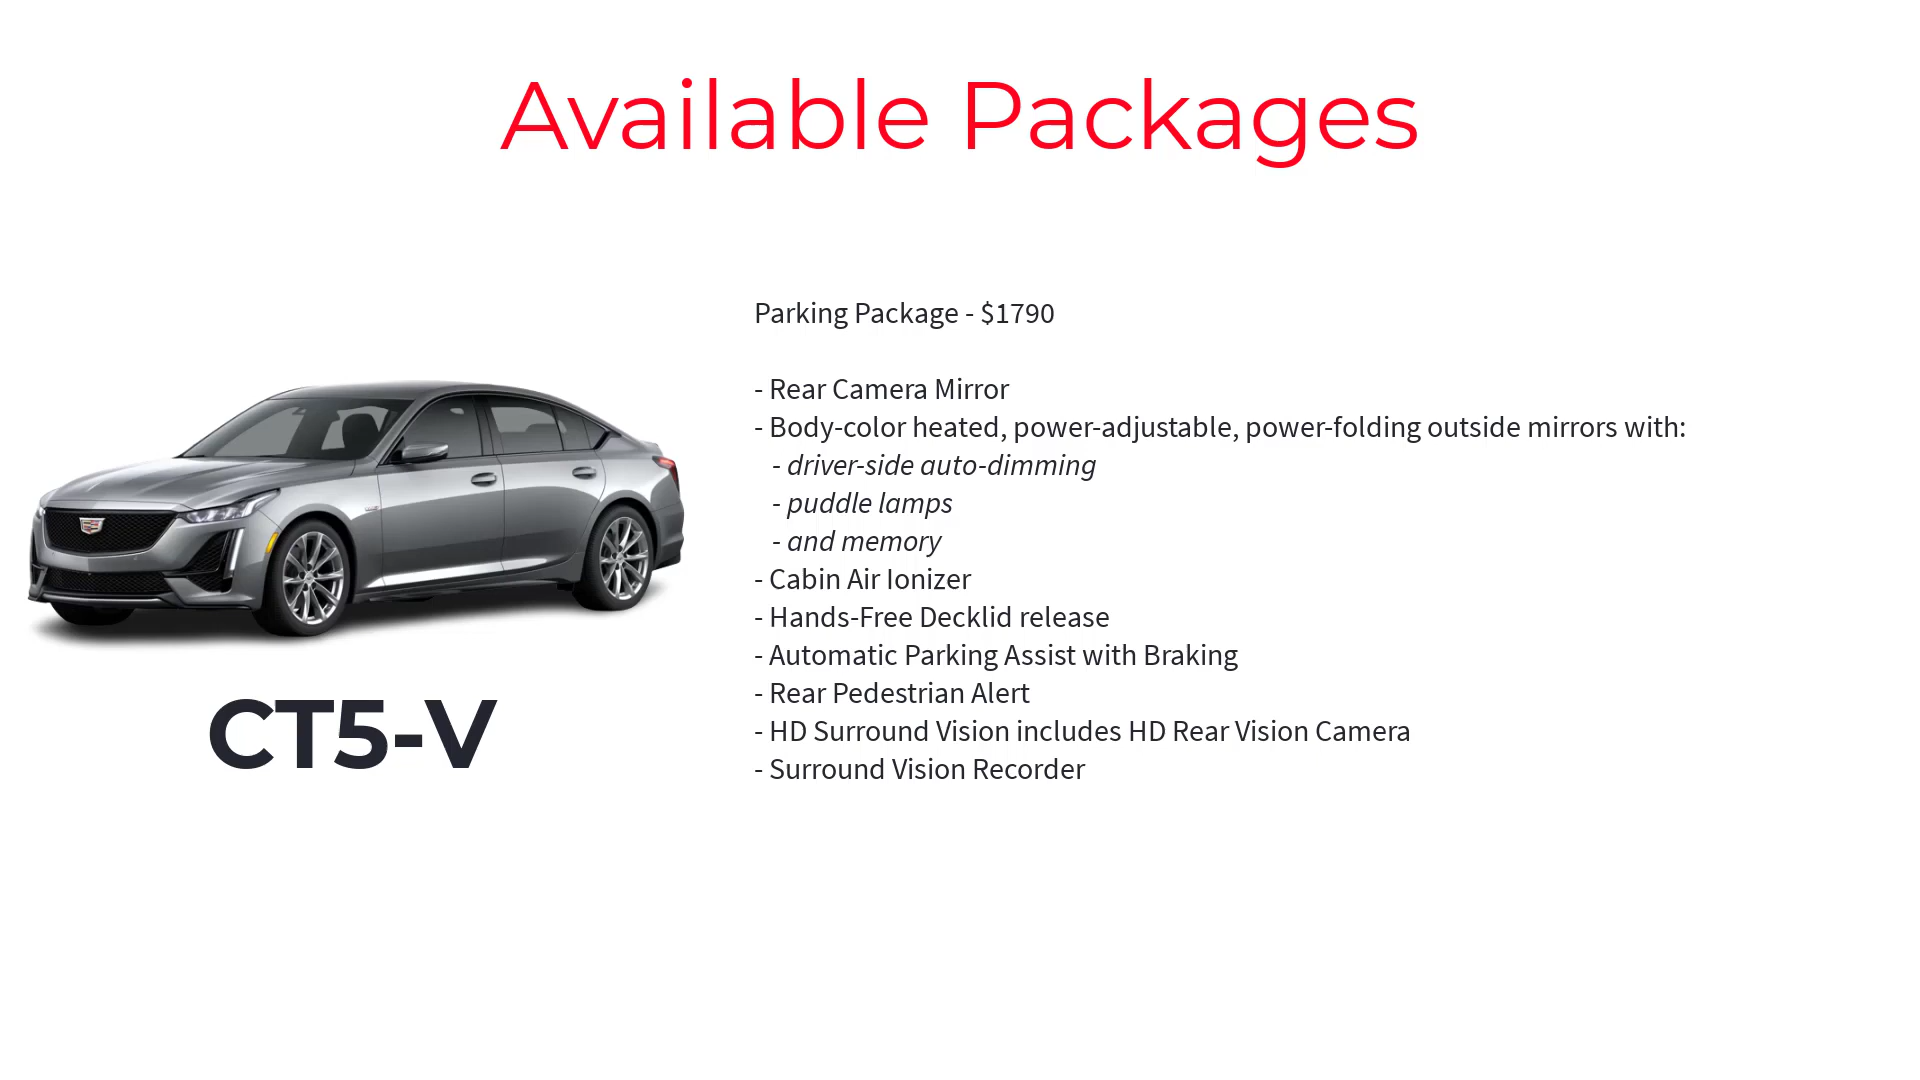 Available Packages
Parking Package - $1790
- Rear Camera Mirror
- Body-color heated, power-adjustable, power-folding outside mirrors with:
- driver-side auto-dimming
- puddle lamps
- and memory
- Cabin Air Ionizer
- Hands-Free Decklid release
- Automatic Parking Assist with Braking
- Rear Pedestrian Alert
- HD Surround Vision includes HD Rear Vision Camera
- Surround Vision Recorder
CT5-V